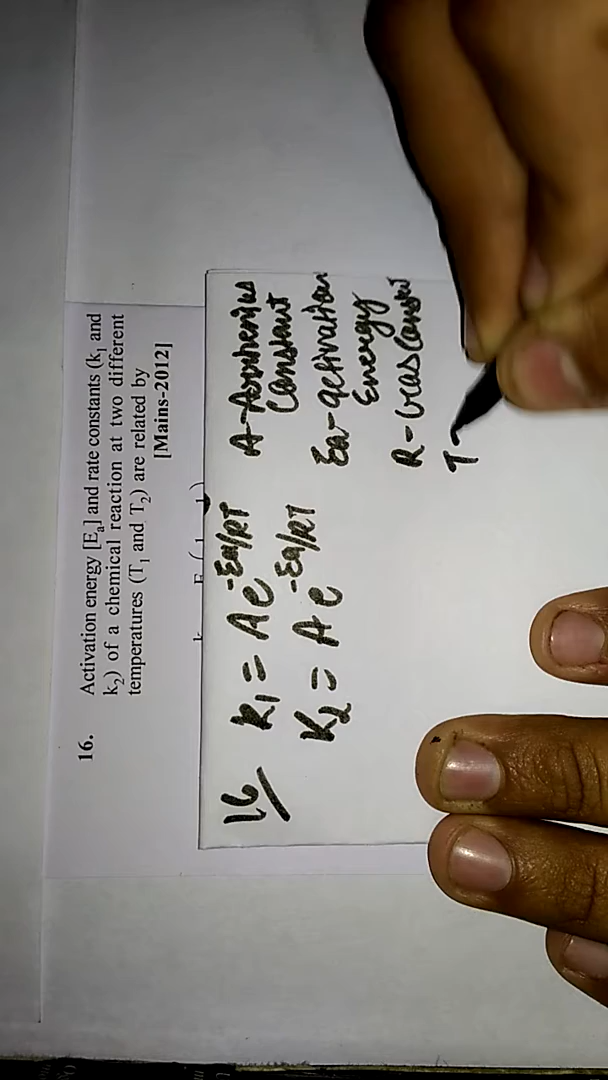 16. Activation energy [Ea] and rate constants (k1 and
k2) of a chemical reaction at two different
temperatures (T1 and T2) are related by
[Mains-2012]
16/ K1 = Ae-Ea/RT
K2 = Ae-Ea/RT
A-Arrhenius
Constant
Ea-activation
Energy
R-Gas Constant
T-